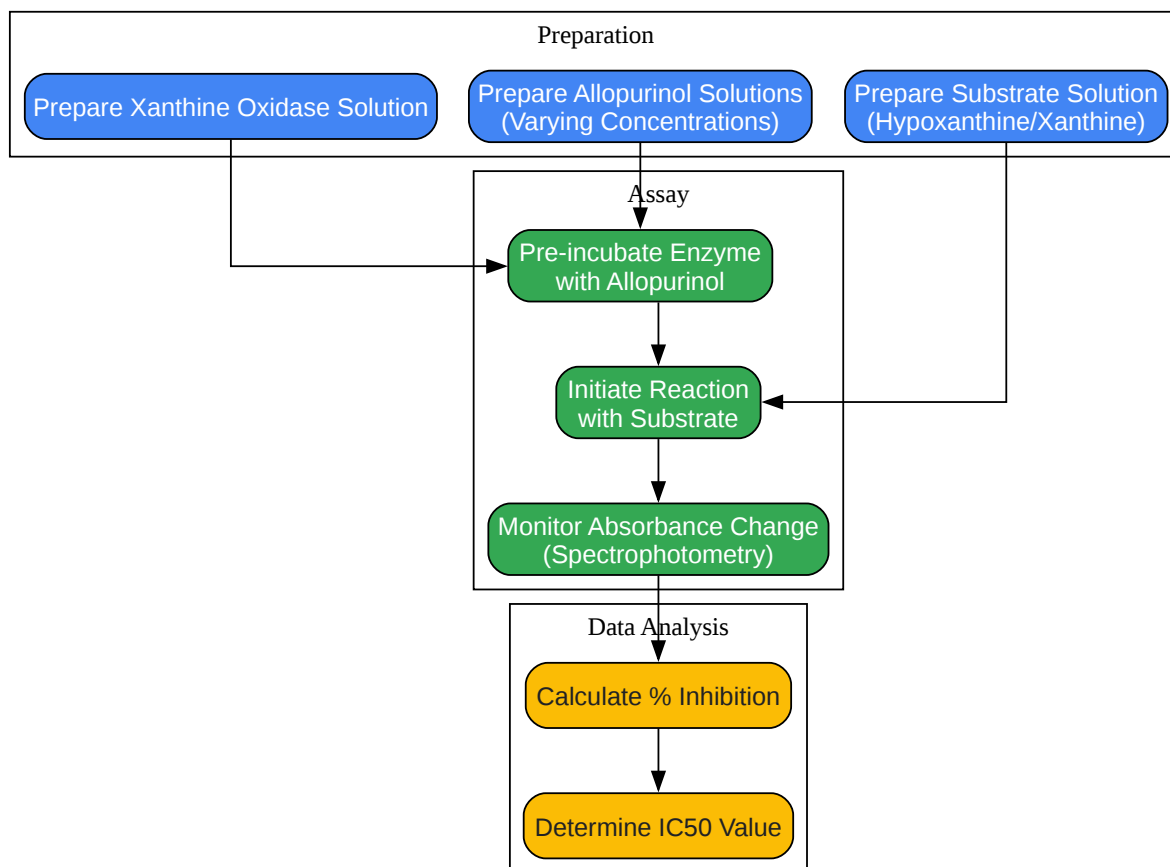 Preparation
Prepare Xanthine Oxidase Solution
Prepare Allopurinol Solutions
(Varying Concentrations)
Prepare Substrate Solution
(Hypoxanthine/Xanthine)
Assay
Pre-incubate Enzyme
with Allopurinol
Initiate Reaction
with Substrate
Monitor Absorbance Change
(Spectrophotometry)
Data Analysis
Calculate % Inhibition
Determine IC50 Value